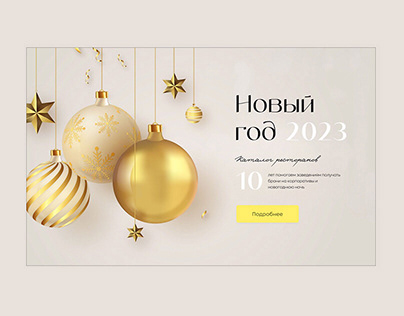 Новый
год 2023
Каталог ресторанов
10 лет помогаем заведениям получать
брони на корпоративы и
новогоднюю ночь.
Подробнее